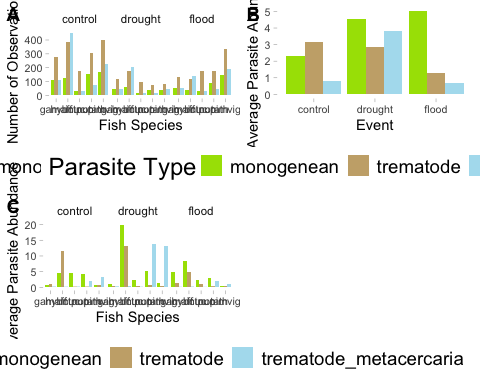 A
control drought flood
Number of Observatio
400
300
200
100
0
Fish Species
B
Average Parasite Abun
5
4
3
2
1
0
control drought flood
Event
mono Parasite Type monogenean trematode
C
control drought flood
verage Parasite Abundance
20
15
10
5
0
Fish Species
monogenean trematode trematode_metacercaria